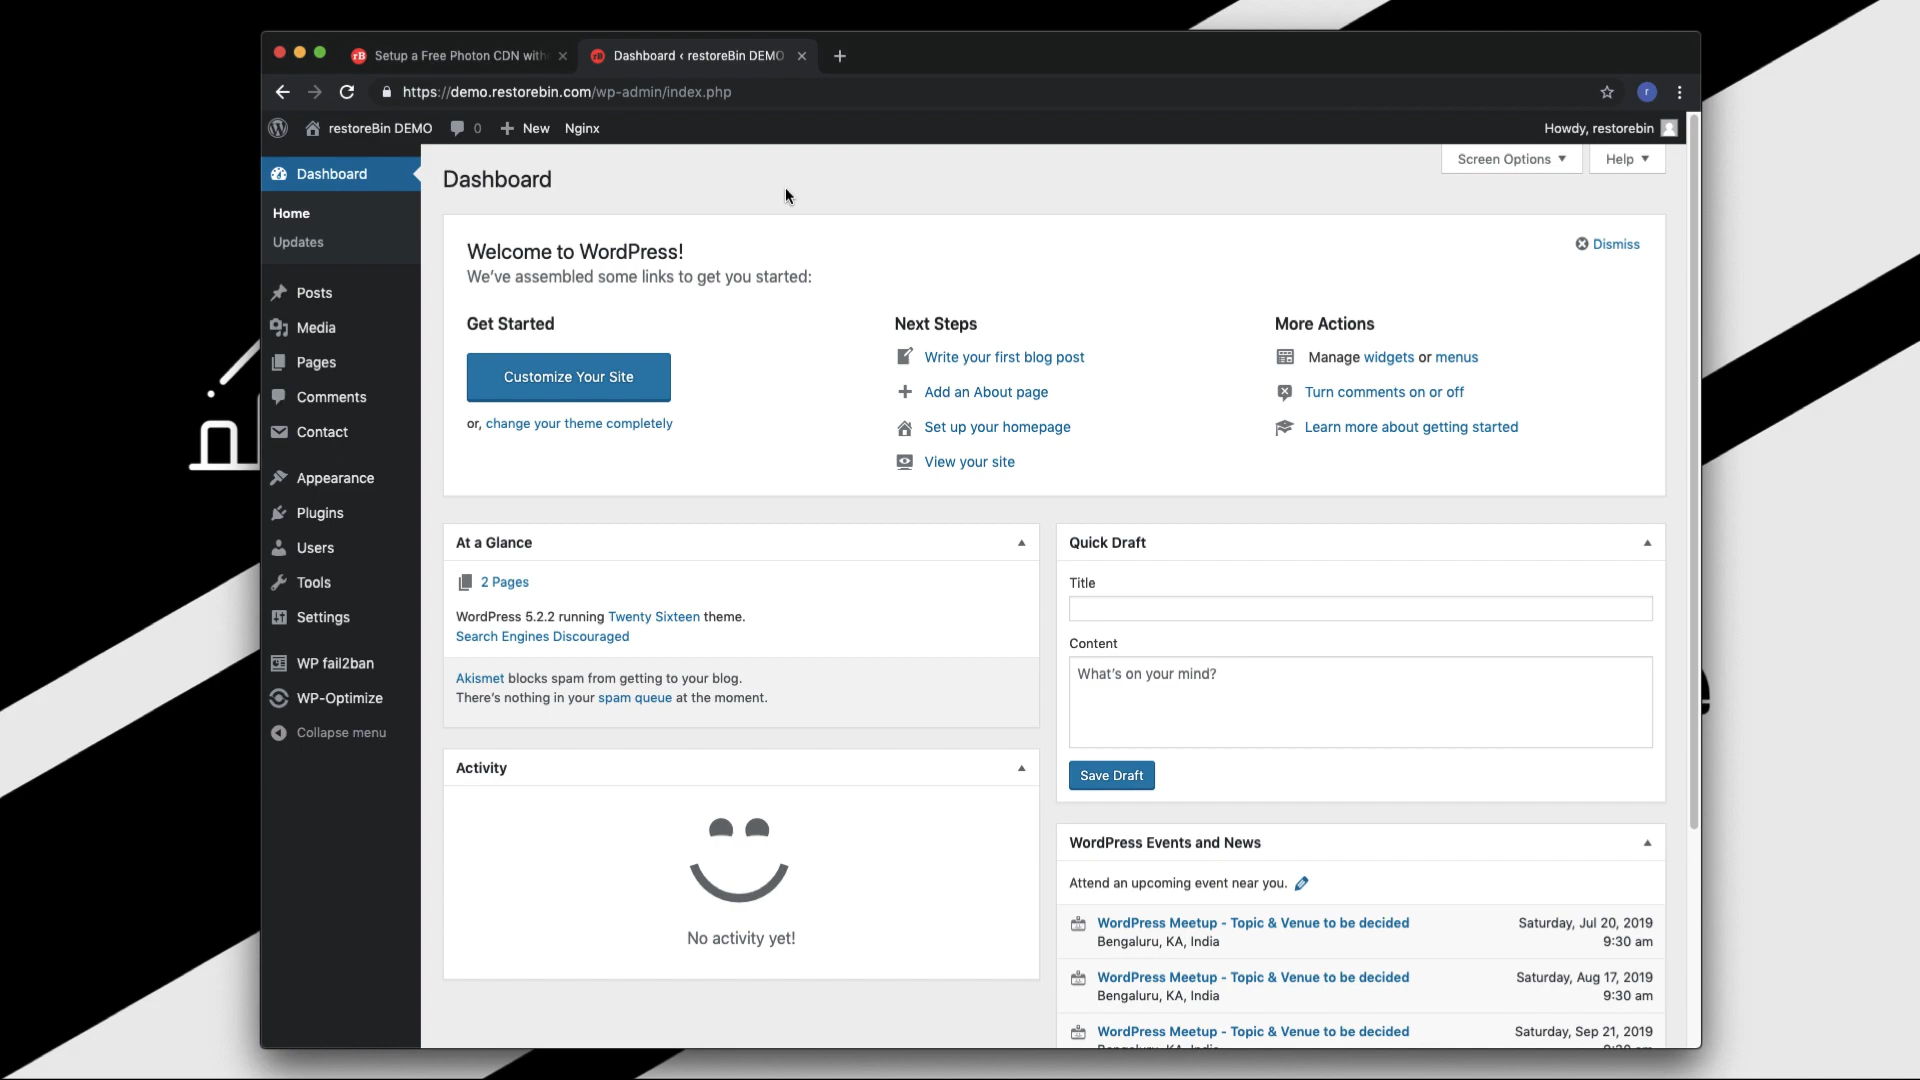 Setup a Free Photon CDN with
Dashboard ‹ restoreBin DEMO
https://demo.restorebin.com/wp-admin/index.php
r
restoreBin DEMO
0
New
Nginx
Howdy, restorebin
Dashboard
Home
Updates
Posts
Media
Pages
Comments
Contact
Appearance
Plugins
Users
Tools
Settings
WP fail2ban
WP-Optimize
Collapse menu
Screen Options
Help
Dashboard
Welcome to WordPress!
We've assembled some links to get you started:
Dismiss
Get Started
Customize Your Site
or, change your theme completely
Next Steps
Write your first blog post
Add an About page
Set up your homepage
View your site
More Actions
Manage widgets or menus
Turn comments on or off
Learn more about getting started
At a Glance
2 Pages
WordPress 5.2.2 running Twenty Sixteen theme.
Search Engines Discouraged
Akismet blocks spam from getting to your blog.
There's nothing in your spam queue at the moment.
Activity
No activity yet!
Quick Draft
Title
Content
What's on your mind?
Save Draft
WordPress Events and News
Attend an upcoming event near you.
WordPress Meetup - Topic & Venue to be decided
Saturday, Jul 20, 2019
Bengaluru, KA, India
9:30 am
WordPress Meetup - Topic & Venue to be decided
Saturday, Aug 17, 2019
Bengaluru, KA, India
9:30 am
WordPress Meetup - Topic & Venue to be decided
Saturday, Sep 21, 2019